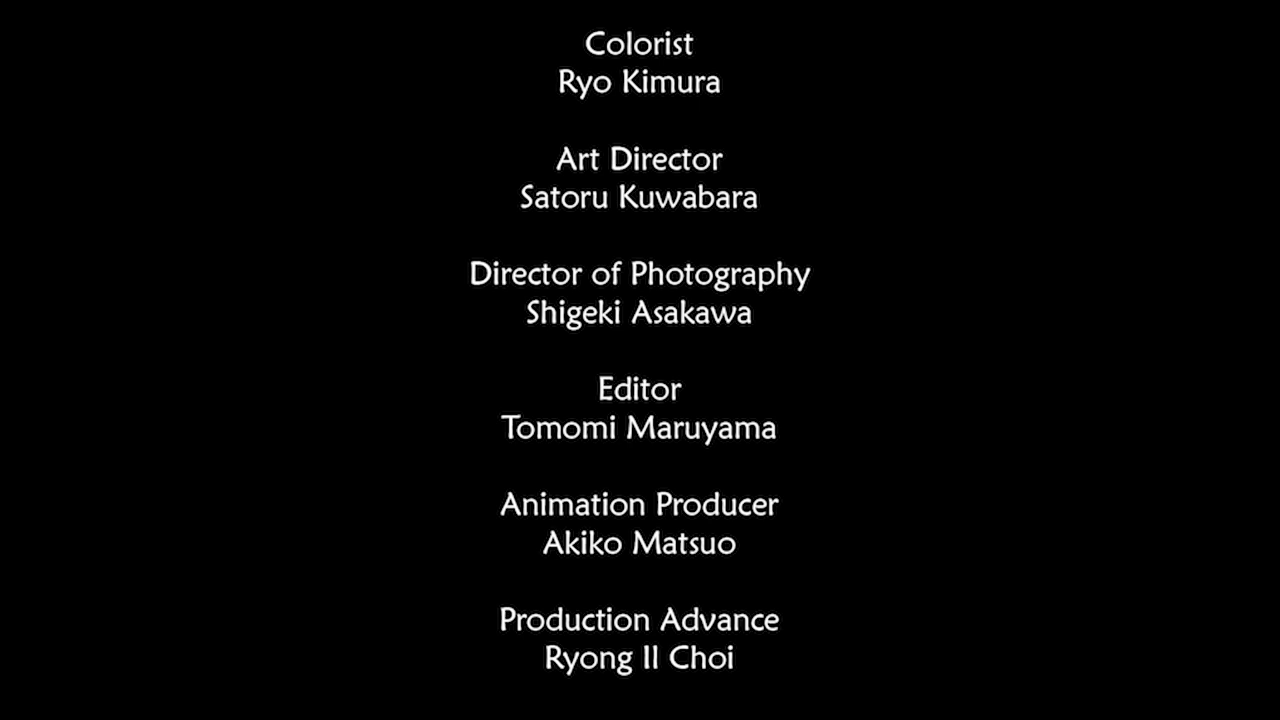 Colorist
Ryo Kimura
Art Director
Satoru Kuwabara
Director of Photography
Shigeki Asakawa
Editor
Tomomi Maruyama
Animation Producer
Akiko Matsuo
Production Advance
Ryong Il Choi